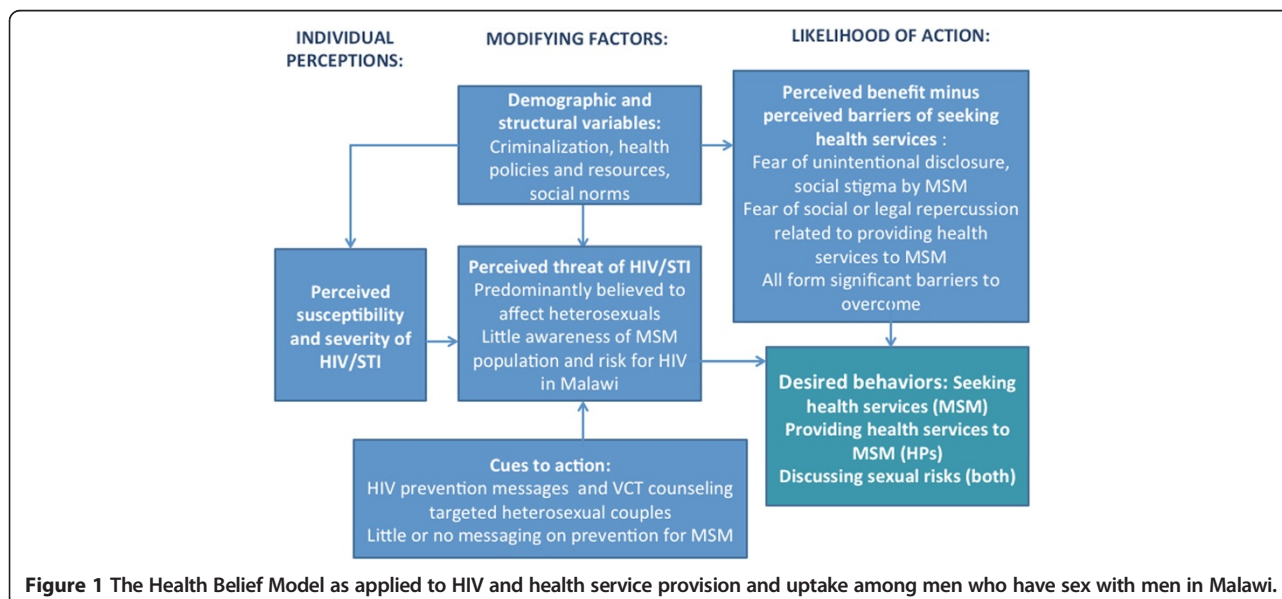 INDIVIDUAL
PERCEPTIONS:
MODIFYING FACTORS:
LIKELIHOOD OF ACTION:
Demographic and
structural variables:
Criminalization, health
policies and resources,
social norms
Perceived benefit minus
perceived barriers of seeking
health services :
Fear of unintentional disclosure,
social stigma by MSM
Fear of social or legal repercussion
related to providing health
services to MSM
All form significant barriers to
overcome
Perceived
susceptibility
and severity of
HIV/STI
Perceived threat of HIV/STI
Predominantly believed to
affect heterosexuals
Little awareness of MSM
population and risk for HIV
in Malawi
Desired behaviors: Seeking
health services (MSM)
Providing health services to
MSM (HPs)
Discussing sexual risks (both)
Cues to action:
HIV prevention messages and VCT counseling
targeted heterosexual couples
Little or no messaging on prevention for MSM
Figure 1 The Health Belief Model as applied to HIV and health service provision and uptake among men who have sex with men in Malawi.